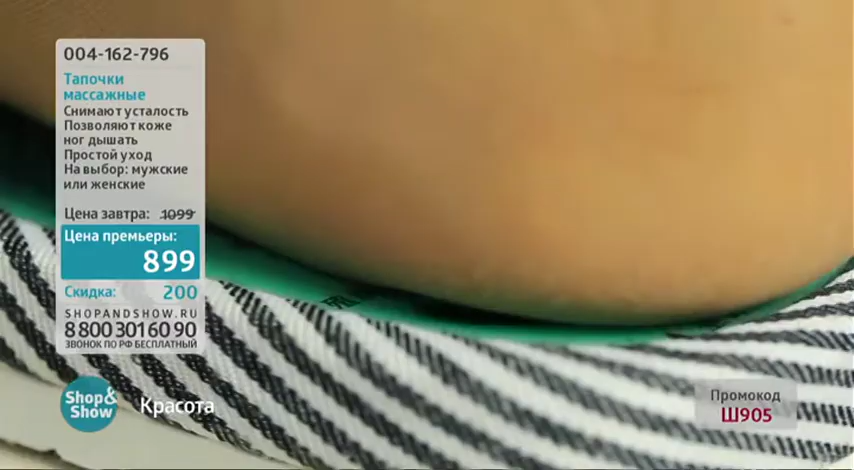 004-162-796
Тапочки
массажные
Снимают усталость
Позволяют коже
ног дышать
Простой уход
На выбор: мужские
или женские
Цена завтра: 1099
Цена премьеры:
899
Скидка: 200
SHOPANDSHOW.RU
8 800 301 60 90
ЗВОНОК ПО РФ БЕСПЛАТНЫЙ
Shop&
Show
Красота
Промокод
Ш905